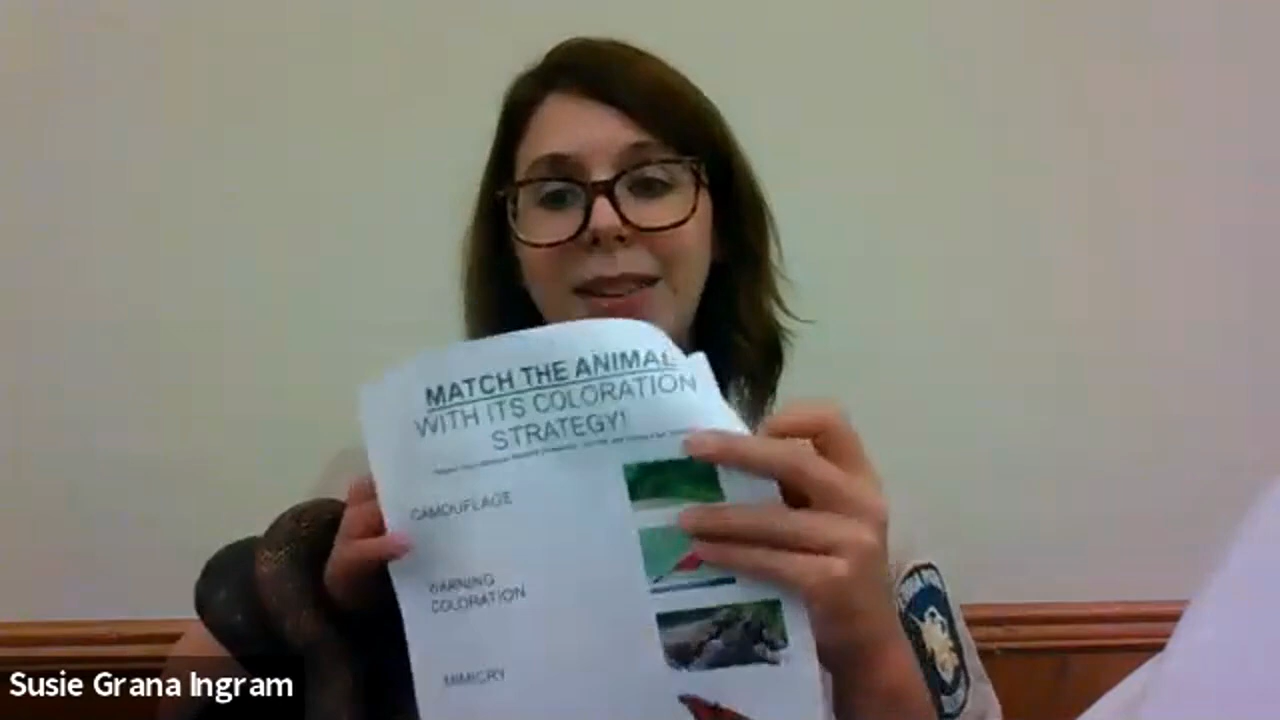 MATCH THE ANIMAL
WITH ITS COLORATION
STRATEGY!
CAMOUFLAGE
WARNING
COLORATION
MIMICRY
Susie Grana Ingram